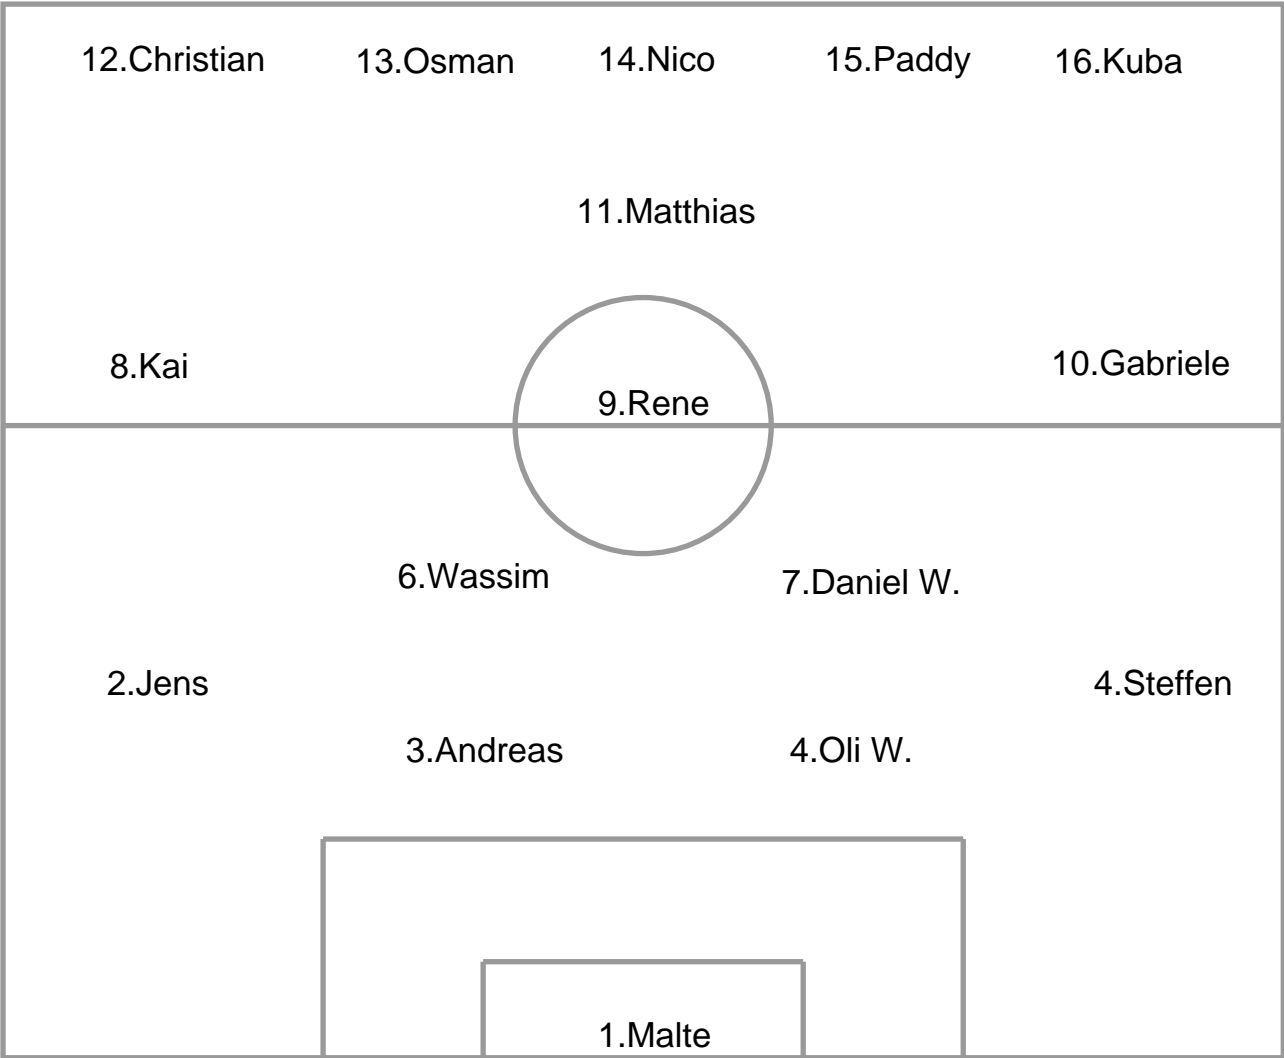 12.Christian
13.Osman
14.Nico
15.Paddy
16.Kuba
11.Matthias
8.Kai
10.Gabriele
9.Rene
6.Wassim
7.Daniel W.
2.Jens
4.Steffen
3.Andreas
4.Oli W.
1.Malte